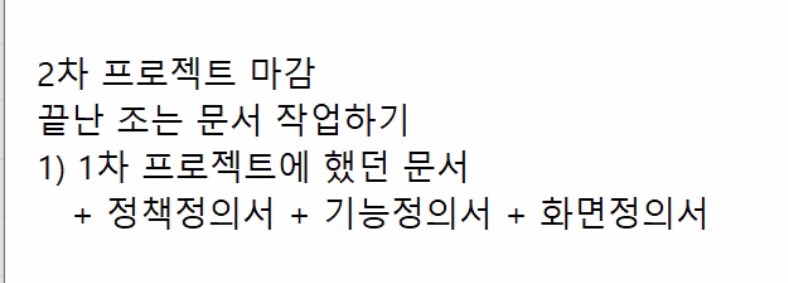 2차 프로젝트 마감
끝난 조는 문서 작업하기
1) 1차 프로젝트에 했던 문서
+ 정책정의서 + 기능정의서 + 화면정의서